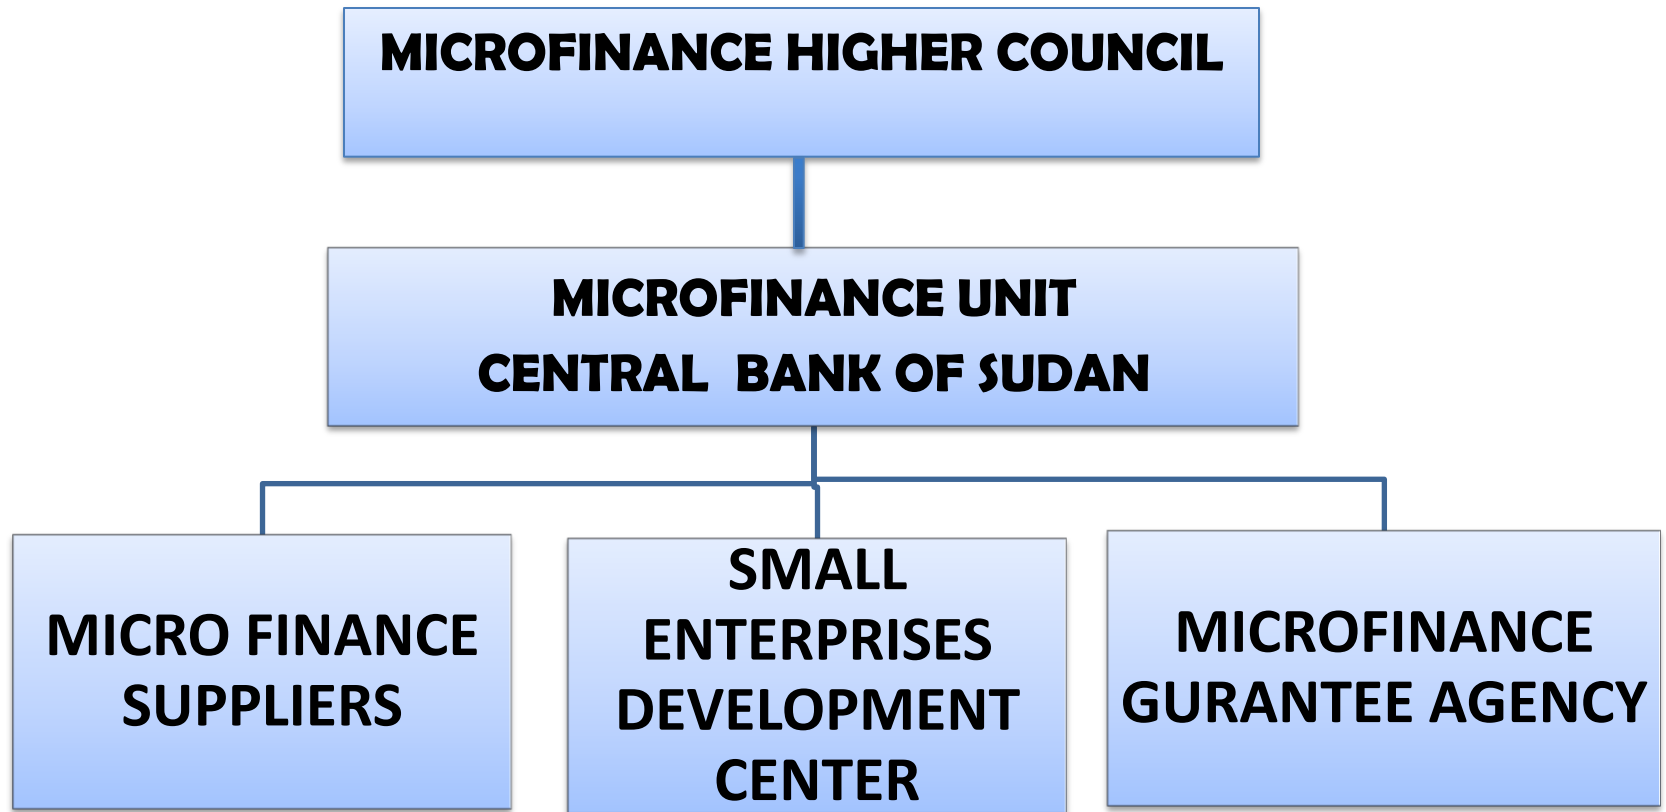 MICROFINANCE HIGHER COUNCIL
MICROFINANCE UNIT
CENTRAL BANK OF SUDAN
MICRO FINANCE
SUPPLIERS
SMALL
ENTERPRISES
DEVELOPMENT
CENTER
MICROFINANCE
GURANTEE AGENCY